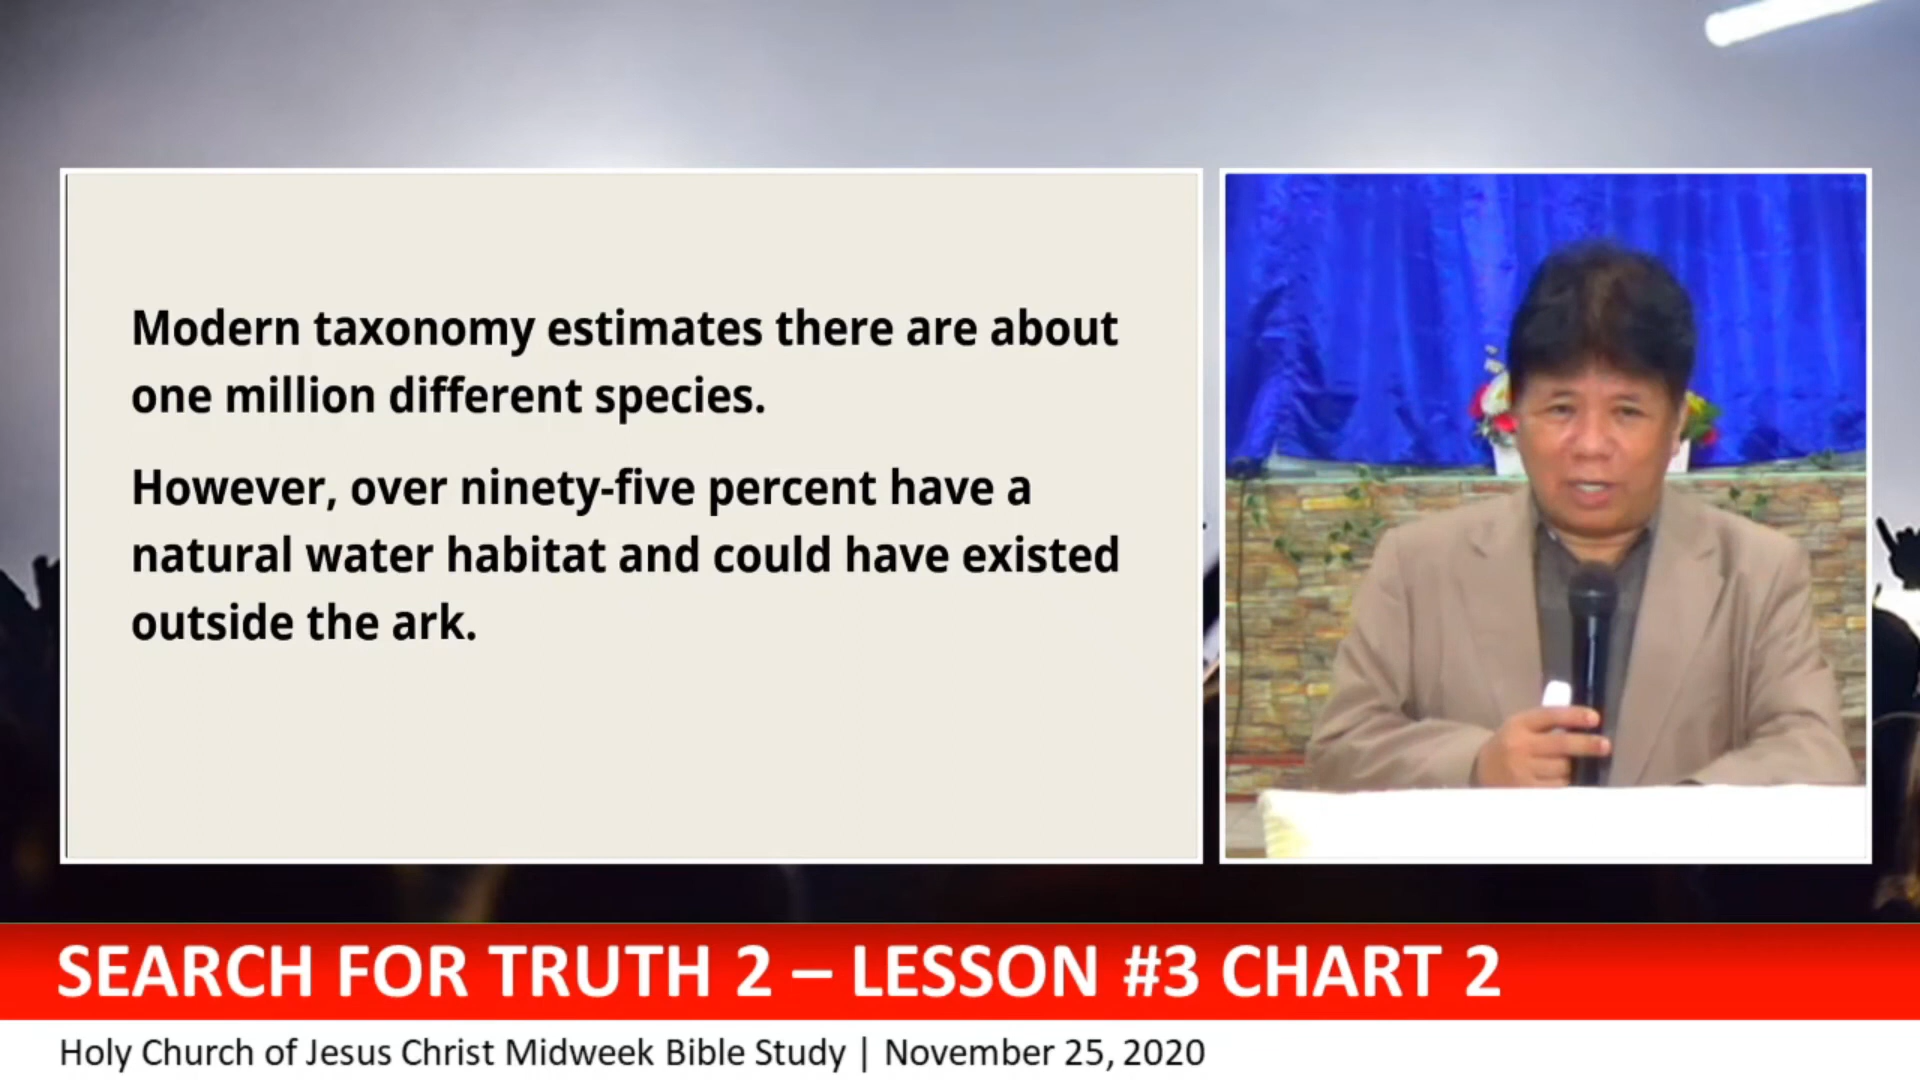 Modern taxonomy estimates there are about
one million different species.
However, over ninety-five percent have a
natural water habitat and could have existed
outside the ark.
SEARCH FOR TRUTH 2 – LESSON #3 CHART 2
Holy Church of Jesus Christ Midweek Bible Study | November 25, 2020